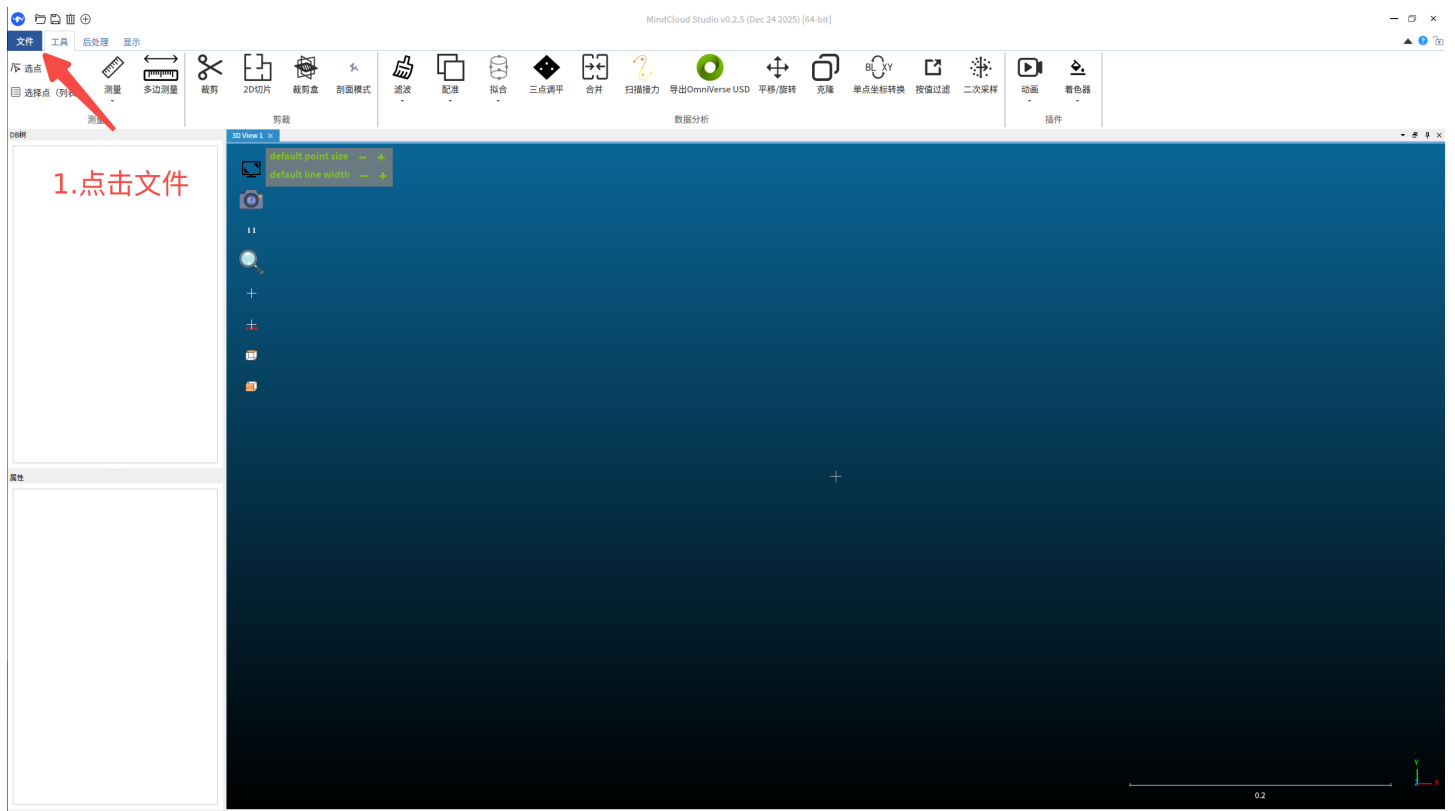 MindCloud Studio v0.2.5 (Dec 24 2025) [64-bit]
文件 工具 后处理 显示
选点
选择点（列表
测量
多边测量
裁剪
2D切片
裁剪盒
剖面模式
滤波
配准
拟合
三点调平
合并
扫描接力
导出OmniVerse USD
平移/旋转
克隆
BL XY
单点坐标转换
按值过滤
二次采样
动画
着色器
测量
剪裁
数据分析
插件
DB树
3D View 1
default point size － +
default line width － +
1:1
1.点击文件
属性
Y
Z
X
0.2